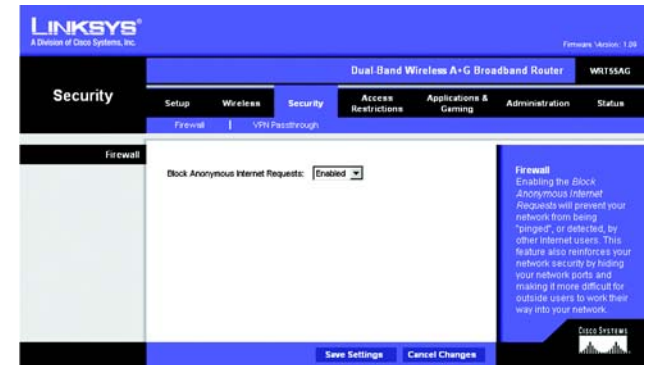 LINKSYS®
A Division of Cisco Systems, Inc.
Firmware Version: 1.09
Dual-Band Wireless A+G Broadband Router WRT55AG
Security
Setup Wireless Security Access Restrictions Applications & Gaming Administration Status
Firewall | VPN Passthrough
Firewall
Block Anonymous Internet Requests: Enabled
Firewall
Enabling the Block
Anonymous Internet
Requests will prevent your
network from being
"pinged", or detected, by
other Internet users. This
feature also reinforces your
network security by hiding
your network ports and
making it more difficult for
outside users to work their
way into your network.
CISCO SYSTEMS
Save Settings Cancel Changes